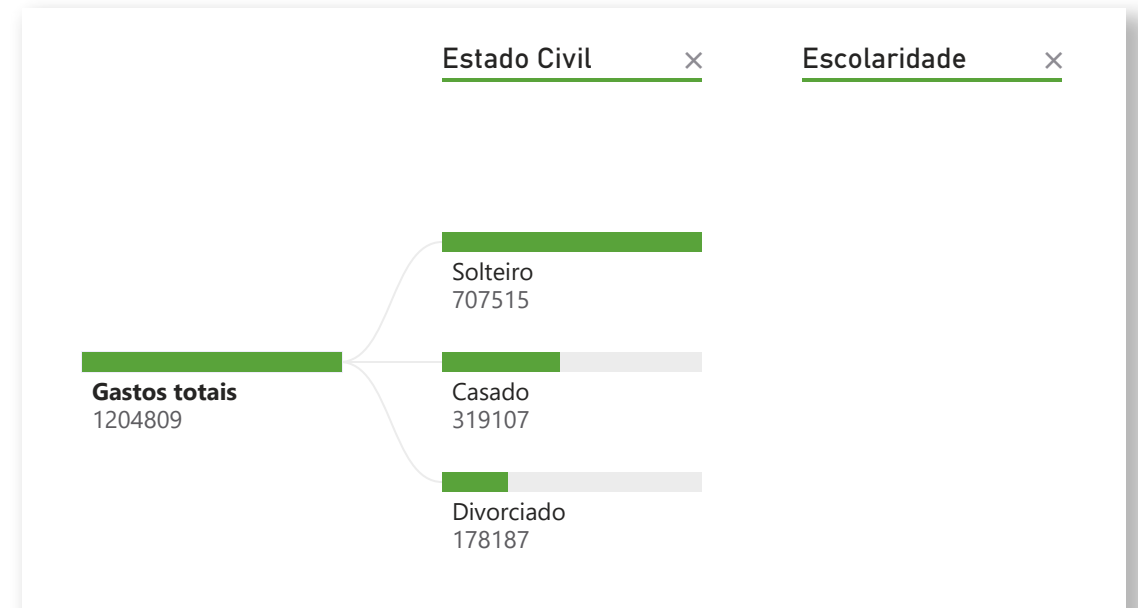 Estado Civil
Escolaridade
Solteiro
707515
Gastos totais
1204809
Casado
319107
Divorciado
178187